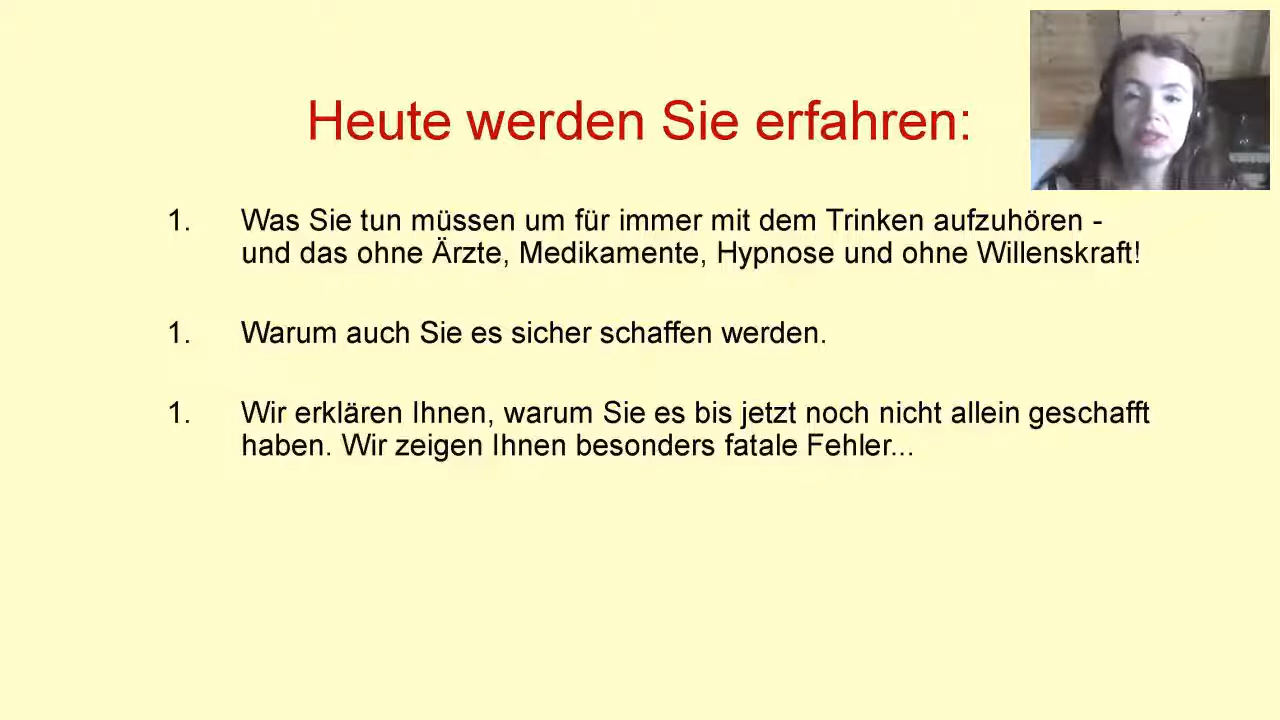 Heute werden Sie erfahren:
1. Was Sie tun müssen um für immer mit dem Trinken aufzuhören -
und das ohne Ärzte, Medikamente, Hypnose und ohne Willenskraft!
1. Warum auch Sie es sicher schaffen werden.
1. Wir erklären Ihnen, warum Sie es bis jetzt noch nicht allein geschafft
haben. Wir zeigen Ihnen besonders fatale Fehler...